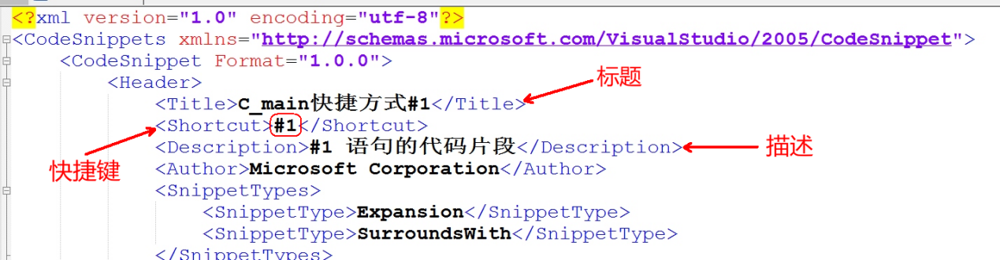 <?xml version="1.0" encoding="utf-8"?>
<CodeSnippets xmlns="http://schemas.microsoft.com/VisualStudio/2005/CodeSnippet">
<CodeSnippet Format="1.0.0">
<Header>
标题
<Title>C_main快捷方式#1</Title>
<Shortcut>#1</Shortcut>
<Description>#1 语句的代码片段</Description>
描述
快捷键
<Author>Microsoft Corporation</Author>
<SnippetTypes>
<SnippetType>Expansion</SnippetType>
<SnippetType>SurroundsWith</SnippetType>
</SnippetTypes>